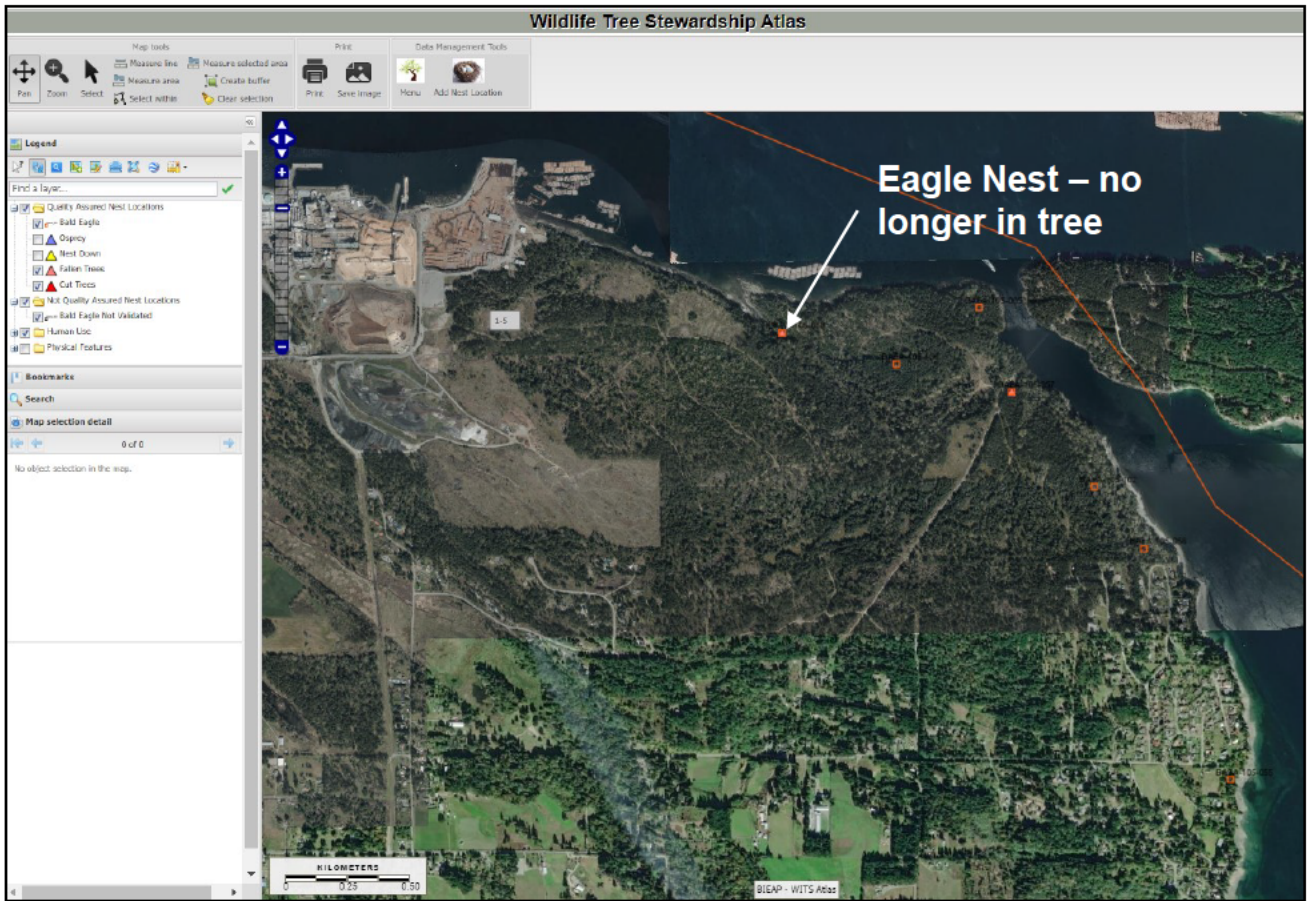 Wildlife Tree Stewardship Atlas
Map tools
Print
Data Management Tools
Pan
Zoom
Select
Measure line
Measure area
Select within
Measure selected area
Create buffer
Clear selection
Print
Save image
Menu
Add Nest Location
Legend
Find a layer...
Quality Assured Nest Locations
Bald Eagle
Osprey
Nest Down
Fallen Trees
Cut Trees
Not Quality Assured Nest Locations
Bald Eagle Not Validated
Human Use
Physical Features
Bookmarks
Search
Map selection detail
0 of 0
No object selection in the map.
Eagle Nest – no
longer in tree
1-5
KILOMETERS
0 0.25 0.50
BIEAP - WITS Atlas